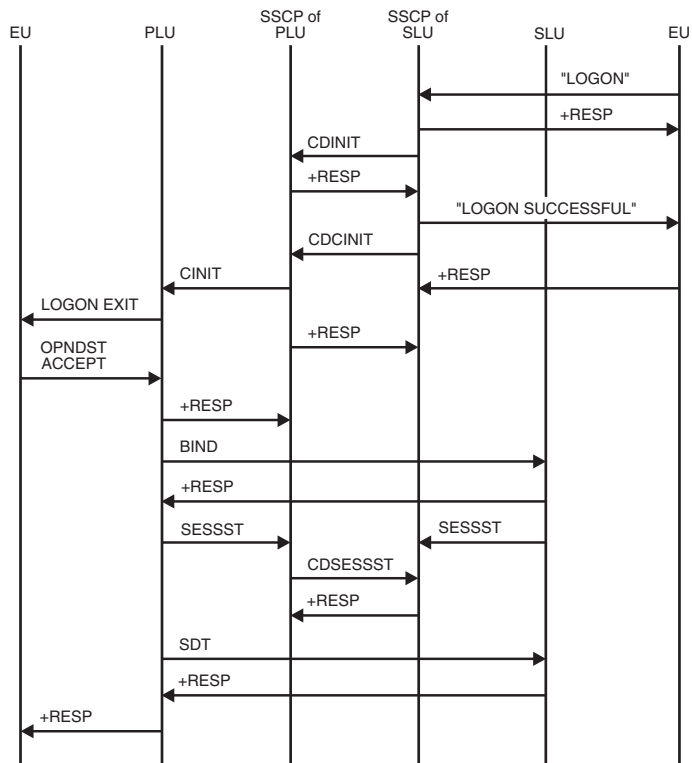 EU
PLU
SSCP of
PLU
SSCP of
SLU
SLU
EU
"LOGON"
+RESP
CDINIT
+RESP
"LOGON SUCCESSFUL"
CDCINIT
CINIT
+RESP
LOGON EXIT
+RESP
OPNDST
ACCEPT
+RESP
BIND
+RESP
SESSST
SESSST
CDSESSST
+RESP
SDT
+RESP
+RESP